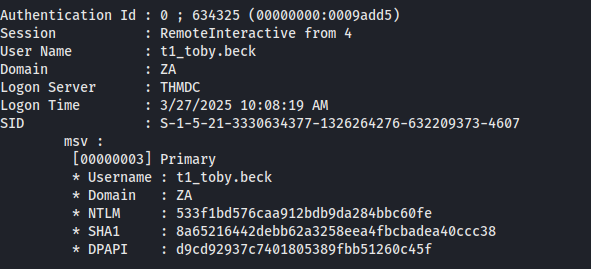 Authentication Id : 0 ; 634325 (00000000:0009add5)
Session           : RemoteInteractive from 4
User Name         : t1_toby.beck
Domain            : ZA
Logon Server      : THMDC
Logon Time        : 3/27/2025 10:08:19 AM
SID               : S-1-5-21-3330634377-1326264276-632209373-4607
msv :
[00000003] Primary
* Username : t1_toby.beck
* Domain   : ZA
* NTLM     : 533f1bd576caa912bdb9da284bbc60fe
* SHA1     : 8a65216442debb62a3258eea4fbcbadea40ccc38
* DPAPI    : d9cd92937c7401805389fbb51260c45f